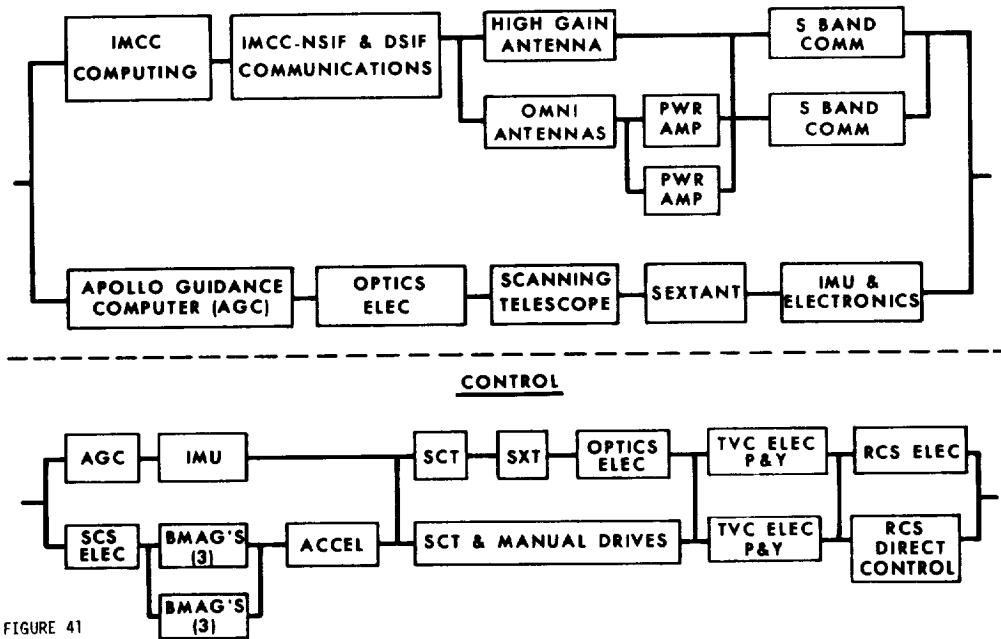 IMCC
COMPUTING
IMCC-NSIF & DSIF
COMMUNICATIONS
HIGH GAIN
ANTENNA
S BAND
COMM
OMNI
ANTENNAS
PWR
AMP
S BAND
COMM
PWR
AMP
APOLLO GUIDANCE
COMPUTER (AGC)
OPTICS
ELEC
SCANNING
TELESCOPE
SEXTANT
IMU &
ELECTRONICS
CONTROL
AGC
IMU
SCT
SXT
OPTICS
ELEC
TVC ELEC
P&Y
RCS ELEC
SCS
ELEC
BMAG'S
(3)
ACCEL
SCT & MANUAL DRIVES
TVC ELEC
P&Y
RCS
DIRECT
CONTROL
BMAG'S
(3)
FIGURE 41